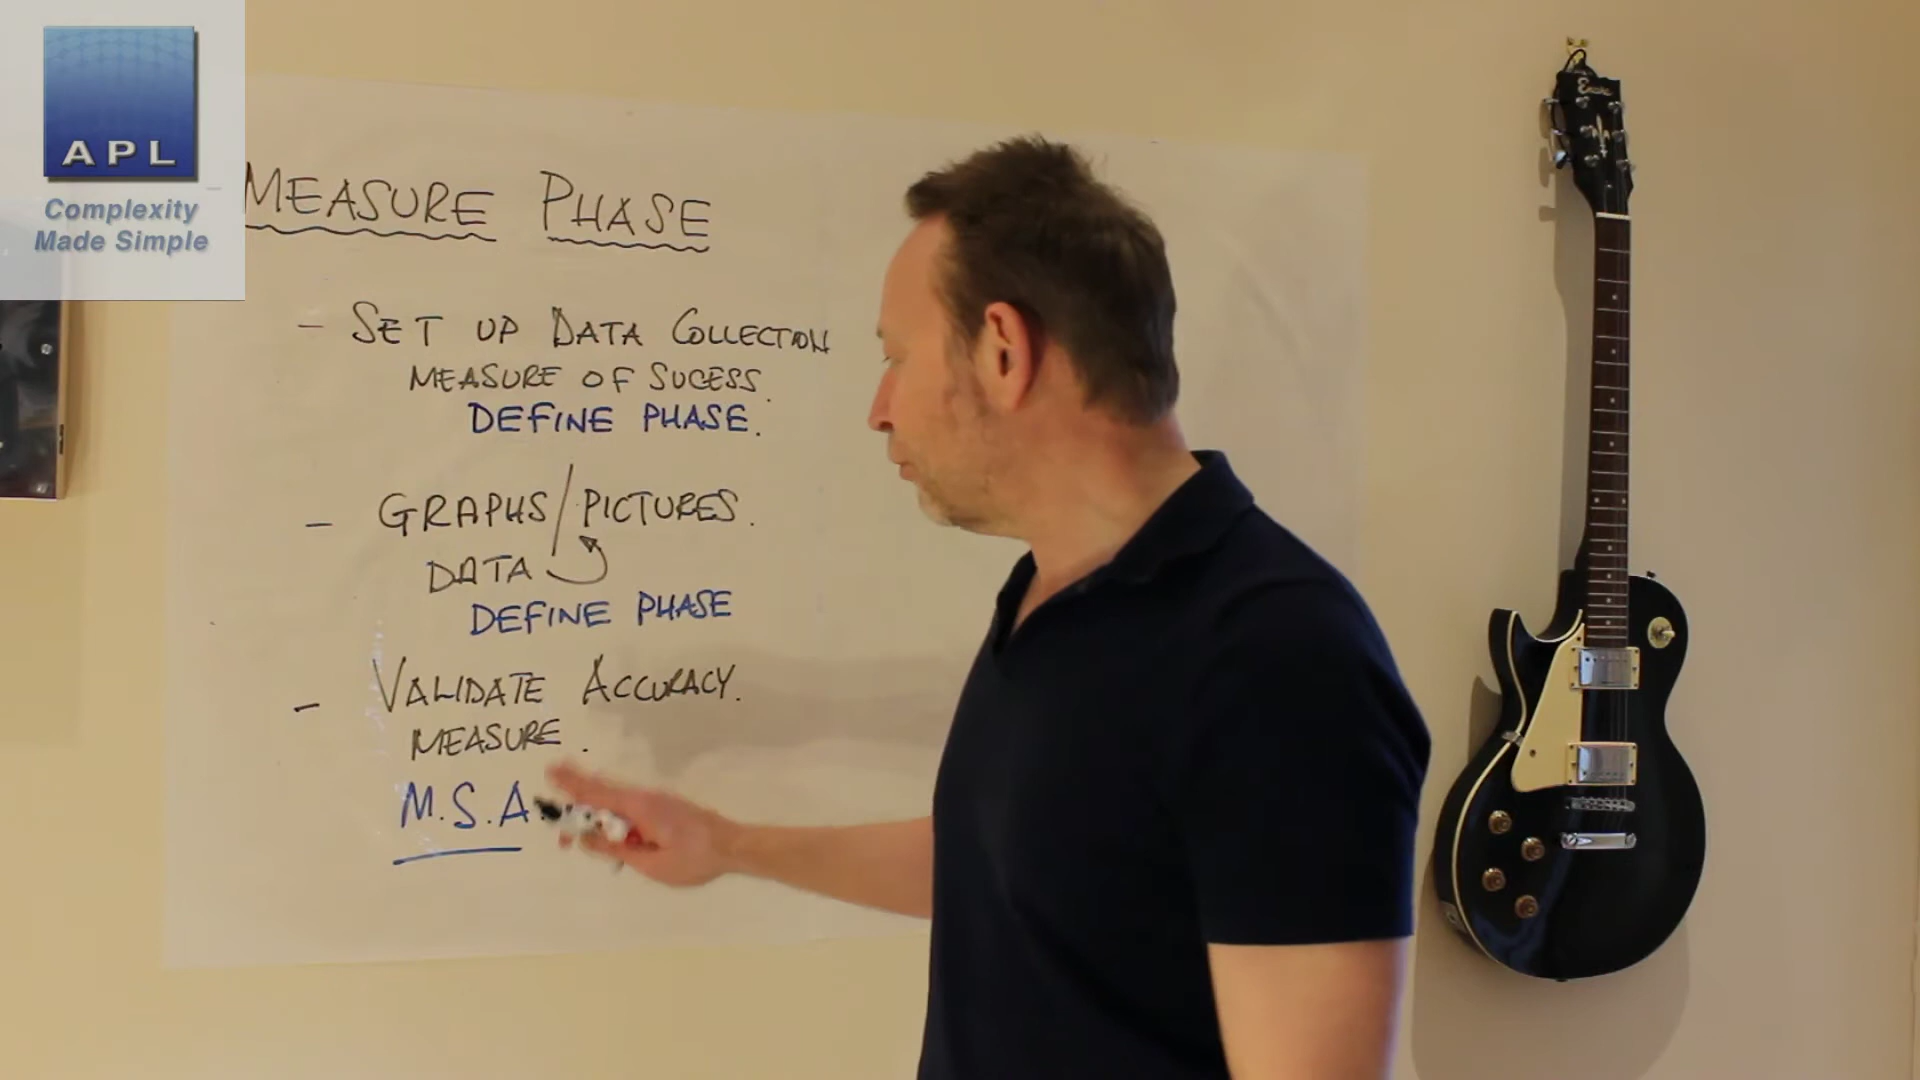 APL
Complexity
Made Simple
MEASURE PHASE
- SET UP DATA COLLECTION
MEASURE OF SUCESS.
DEFINE PHASE.
- GRAPHS/PICTURES.
DATA
DEFINE PHASE
- VALIDATE ACCURACY.
MEASURE.
M.S.A.